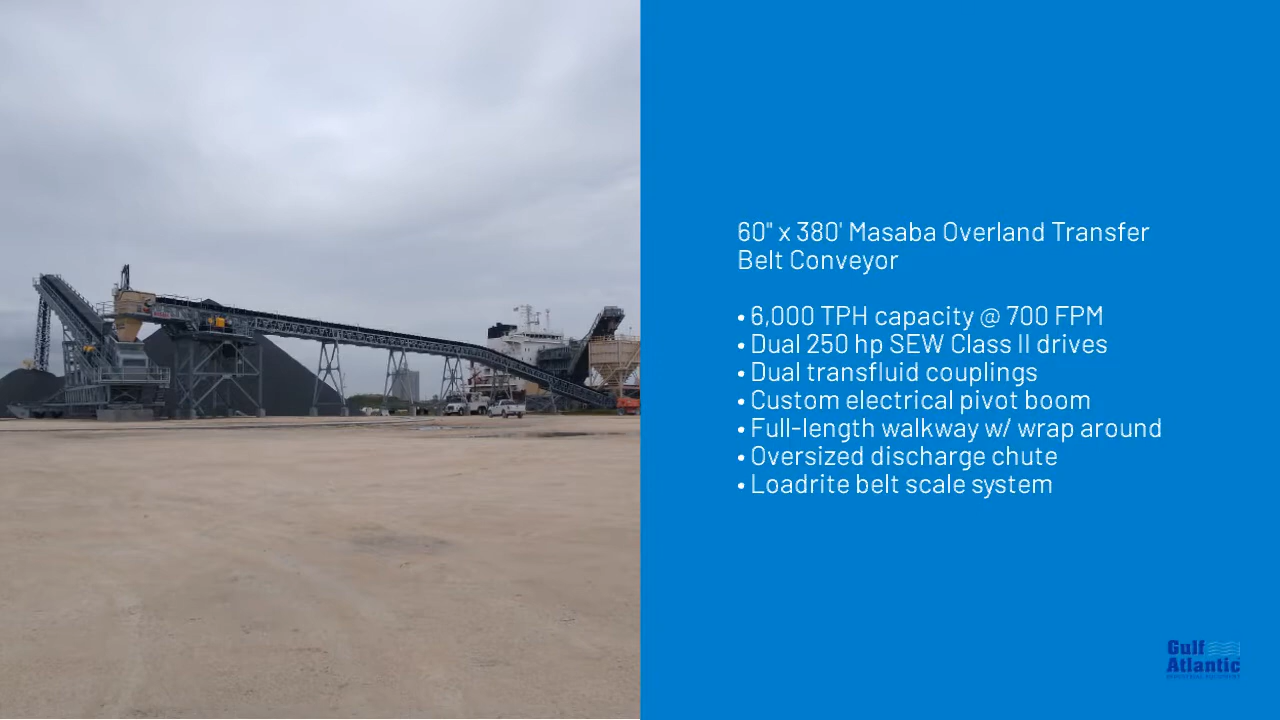 60" x 380' Masaba Overland Transfer
Belt Conveyor
• 6,000 TPH capacity @ 700 FPM
• Dual 250 hp SEW Class II drives
• Dual transfluid couplings
• Custom electrical pivot boom
• Full-length walkway w/ wrap around
• Oversized discharge chute
• Loadrite belt scale system
Gulf
Atlantic
INDUSTRIAL EQUIPMENT